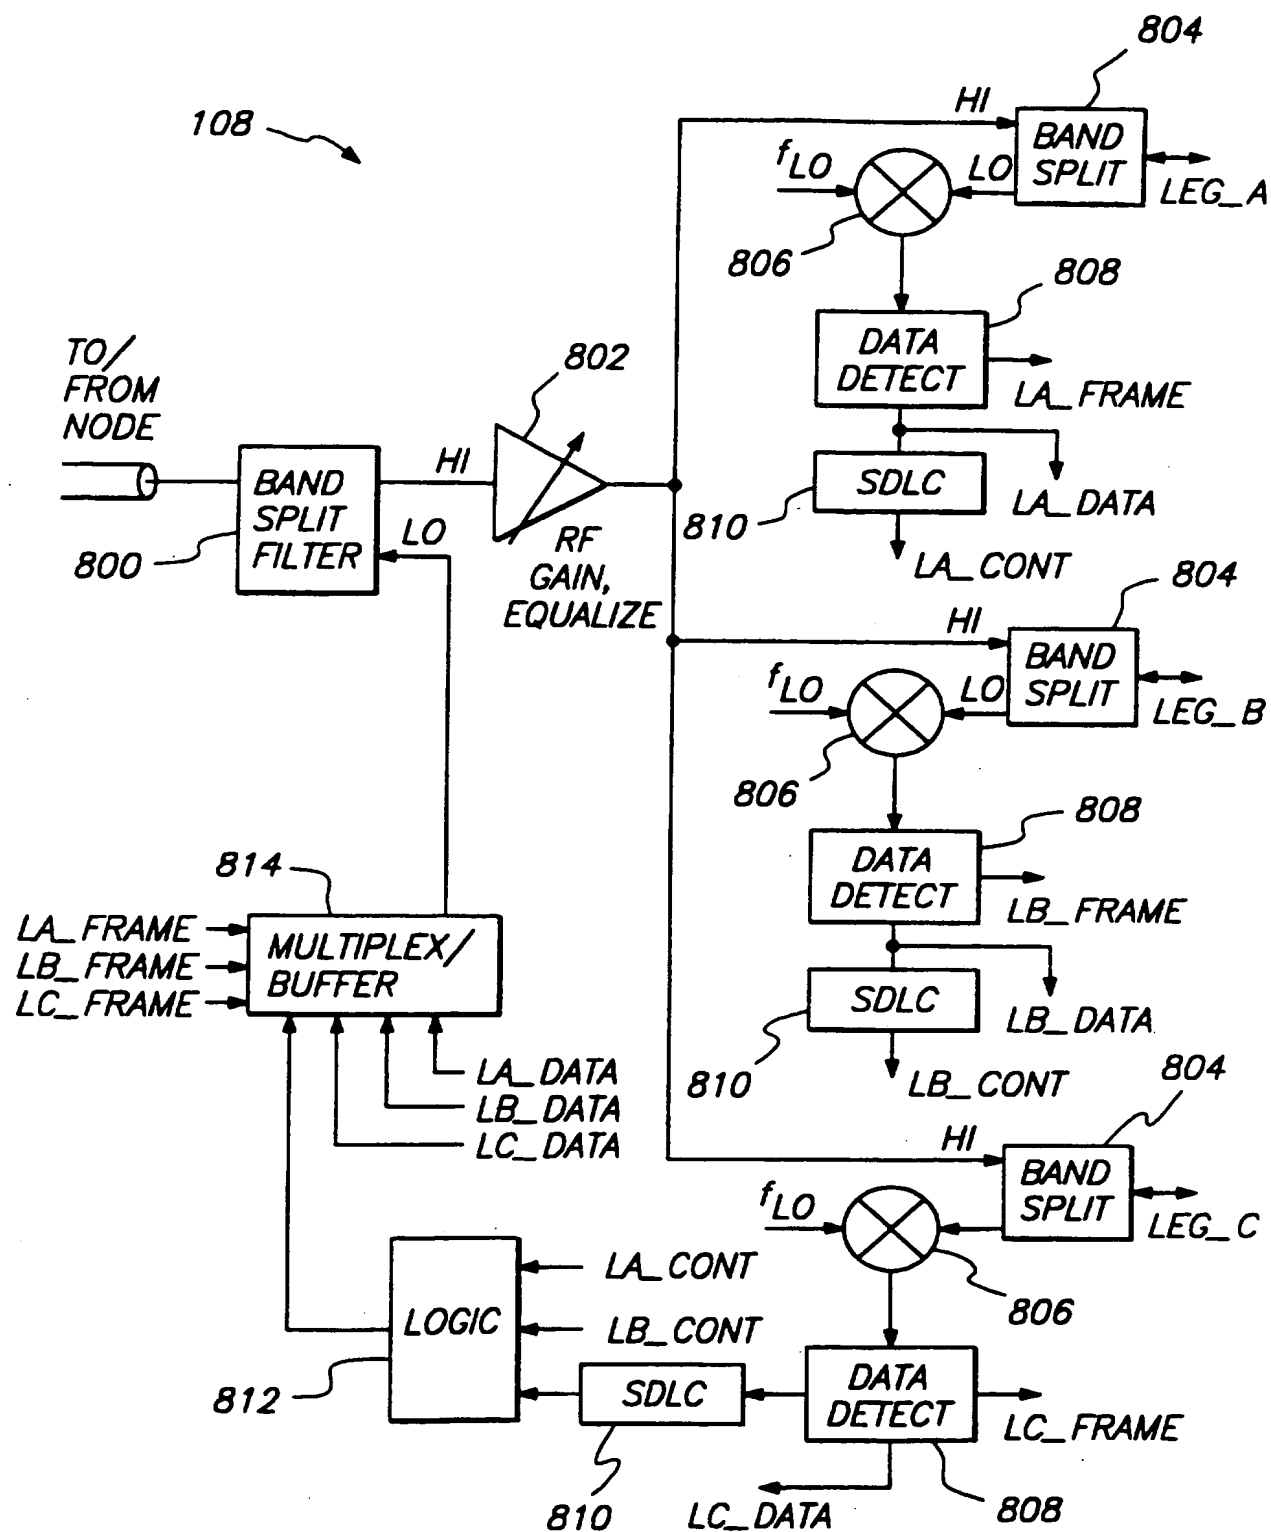 108
804
HI
BAND
SPLIT
LO
fLO
LEG_A
806
808
DATA
DETECT
LA_FRAME
SDLC
LA_DATA
810
LA_CONT
TO/
FROM
NODE
802
BAND
SPLIT
FILTER
HI
LO
800
RF
GAIN,
EQUALIZE
804
HI
BAND
SPLIT
LO
fLO
LEG_B
806
808
DATA
DETECT
LB_FRAME
SDLC
LB_DATA
810
LB_CONT
814
LA_FRAME
LB_FRAME
LC_FRAME
MULTIPLEX/
BUFFER
LA_DATA
LB_DATA
LC_DATA
804
HI
BAND
SPLIT
fLO
LEG_C
806
LOGIC
LA_CONT
LB_CONT
812
SDLC
DATA
DETECT
LC_FRAME
810
LC_DATA
808